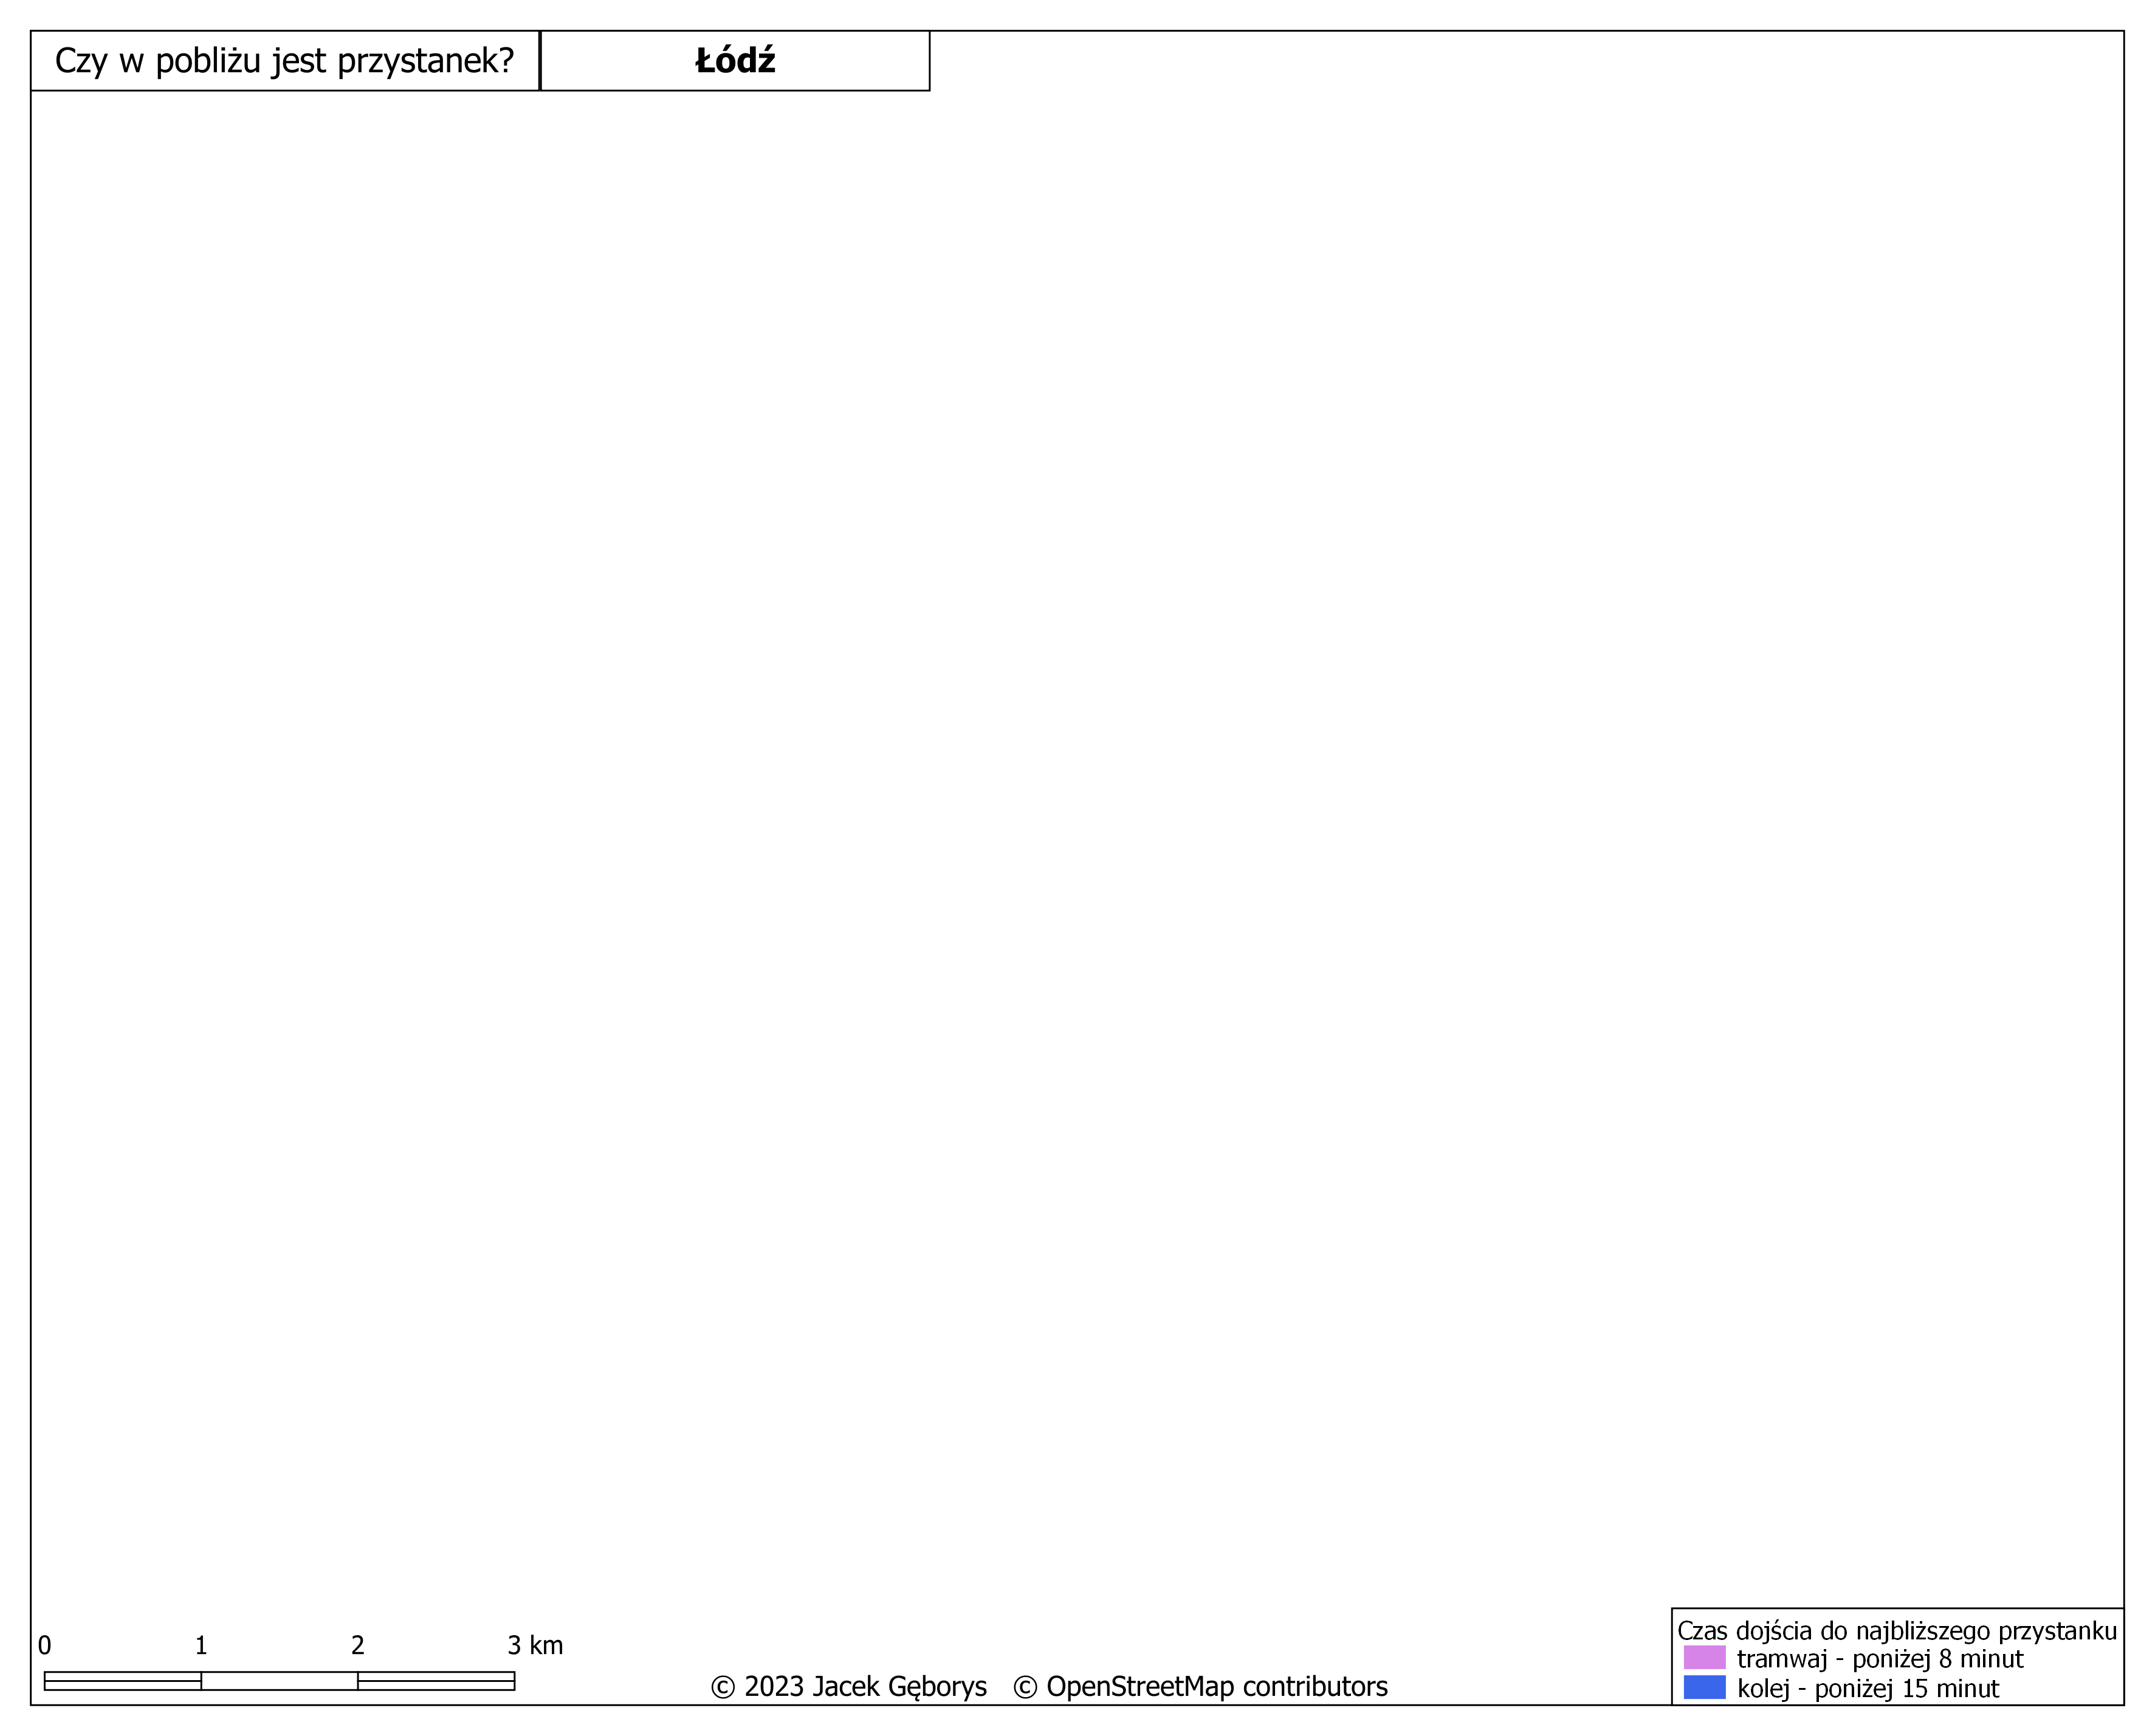 Czy w pobliżu jest przystanek?
Łódź
0 1 2 3 km
© 2023 Jacek Gęborys © OpenStreetMap contributors
Czas dojścia do najbliższego przystanku
tramwaj - poniżej 8 minut
kolej - poniżej 15 minut